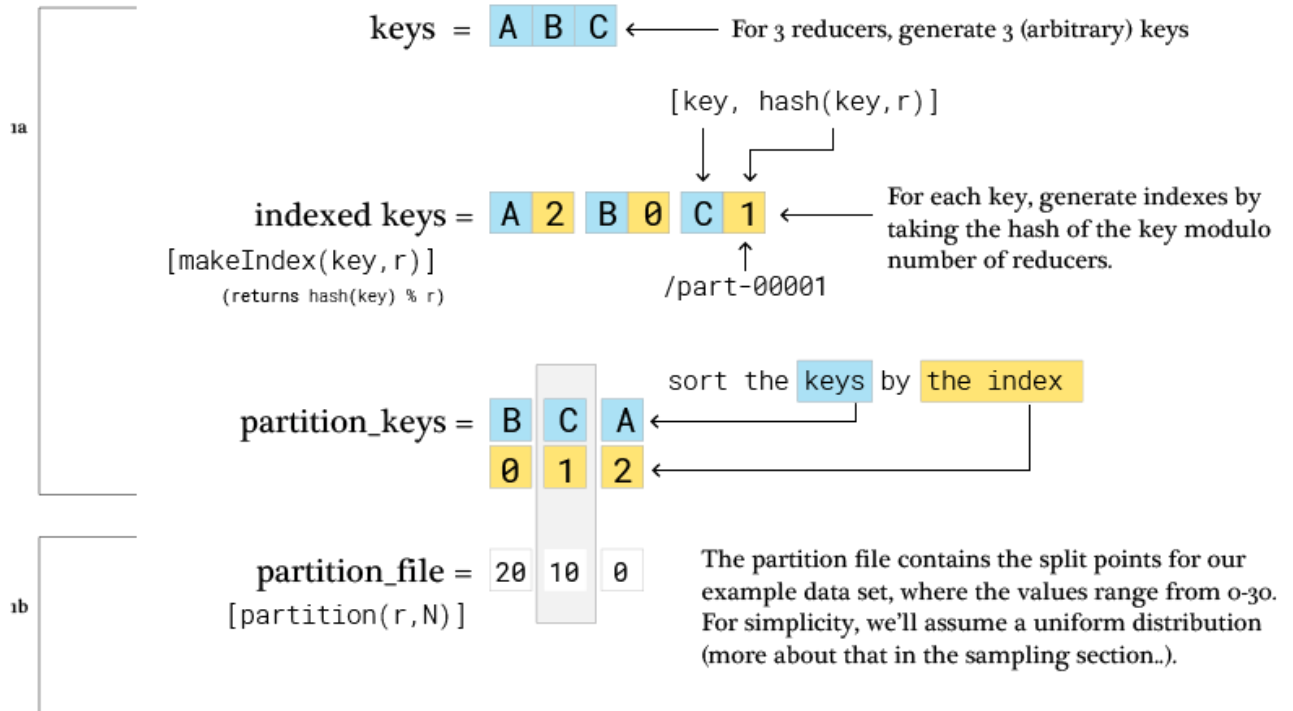 keys = A B C ← For 3 reducers, generate 3 (arbitrary) keys
1a
[key, hash(key,r)]
indexed keys = A 2 B 0 C 1
[makeIndex(key,r)]
(returns hash(key) % r)
/part-00001
For each key, generate indexes by
taking the hash of the key modulo
number of reducers.
sort the keys by the index
partition_keys = B C A
0 1 2
1b
partition_file = 20 10 0
[partition(r,N)]
The partition file contains the split points for our
example data set, where the values range from 0-30.
For simplicity, we'll assume a uniform distribution
(more about that in the sampling section..).